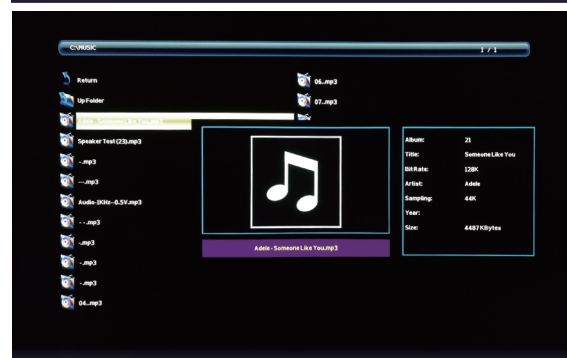 C:\MUSIC
1 / 1
Return
Up Folder
Speaker Test (23).mp3
-.mp3
---.mp3
Audio-1KHz--0.5V.mp3
- -.mp3
-.mp3
-.mp3
-.mp3
04..mp3
06..mp3
07..mp3
Adele - Someone Like You.mp3
Album: 21
Title: Someone Like You
Bit Rate: 128K
Artist: Adele
Sampling: 44K
Year:
Size: 4487 KBytes